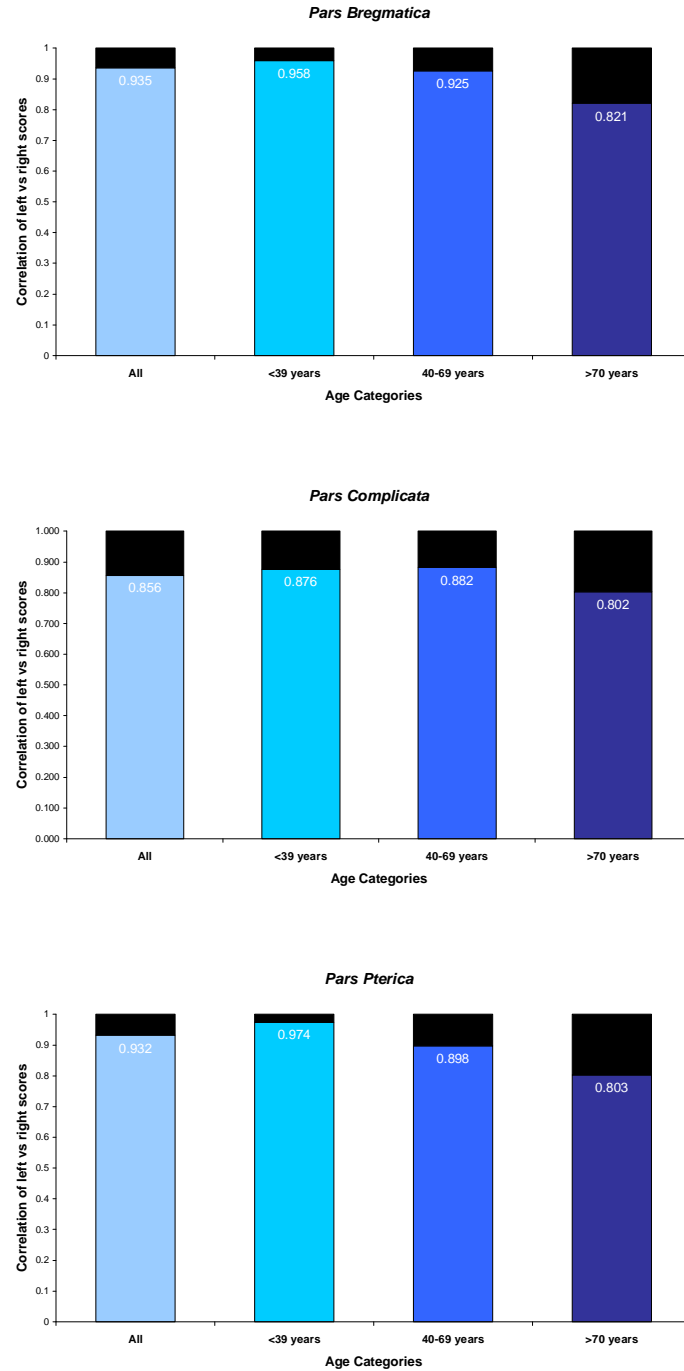 Pars Bregmatica
Correlation of left vs right scores
1
0.9
0.8
0.7
0.6
0.5
0.4
0.3
0.2
0.1
0
0.935
0.958
0.925
0.821
All
<39 years
40-69 years
>70 years
Age Categories
Pars Complicata
Correlation of left vs right scores
1.000
0.900
0.800
0.700
0.600
0.500
0.400
0.300
0.200
0.100
0.000
0.856
0.876
0.882
0.802
All
<39 years
40-69 years
>70 years
Age Categories
Pars Pterica
Correlation of left vs right scores
1
0.9
0.8
0.7
0.6
0.5
0.4
0.3
0.2
0.1
0
0.932
0.974
0.898
0.803
All
<39 years
40-69 years
>70 years
Age Categories